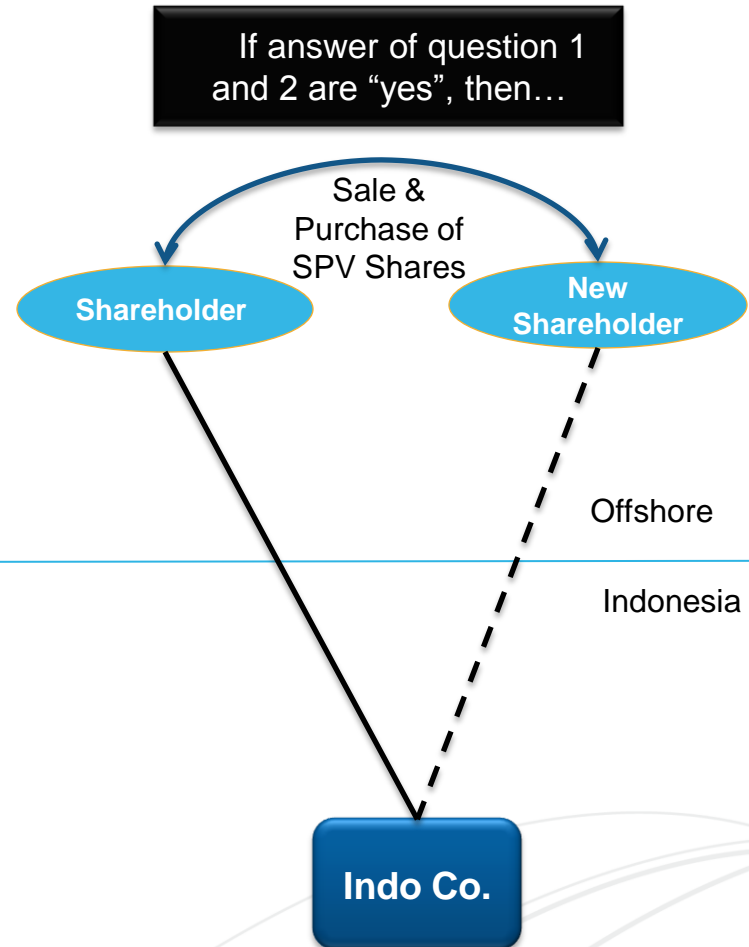 If answer of question 1
and 2 are “yes”, then…
Sale &
Purchase of
SPV Shares
Shareholder
New
Shareholder
Offshore
Indonesia
Indo Co.